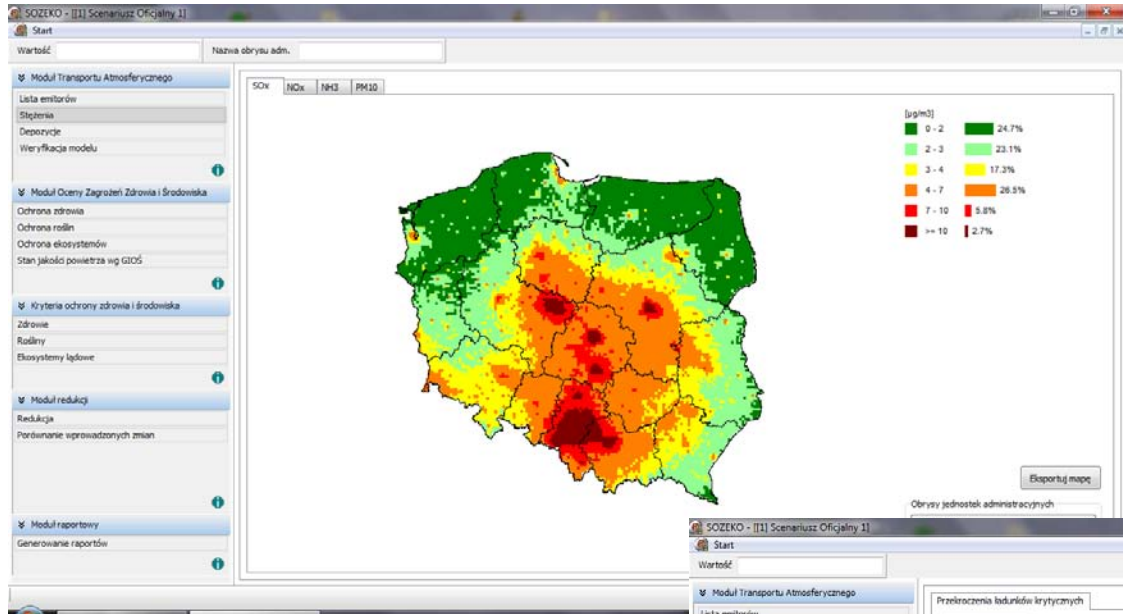 SOZEKO - [[1] Scenariusz Oficjalny 1]
Start
Wartość
Nazwa obrysu adm.
Moduł Transportu Atmosferycznego
Lista emitorów
Stężenia
Depozycje
Weryfikacja modelu
Moduł Oceny Zagrożeń Zdrowia i Środowiska
Ochrona zdrowia
Ochrona roślin
Ochrona ekosystemów
Stan jakości powietrza wg GIOŚ
Kryteria ochrony zdrowia i środowiska
Zdrowie
Rośliny
Ekosystemy lądowe
Moduł redukcji
Redukcja
Porównanie wprowadzonych zmian
Moduł raportowy
Generowanie raportów
SOx NOx NH3 PM10
[µg/m3]
0 - 2 24.7%
2 - 3 23.1%
3 - 4 17.3%
4 - 7 26.5%
7 - 10 5.8%
>= 10 2.7%
Eksportuj mapę
Obrysy jednostek administracyjnych
SOZEKO - [[1] Scenariusz Oficjalny 1]
Start
Wartość
Moduł Transportu Atmosferycznego
Lista emitorów
Przekroczenia ładunków krytycznych